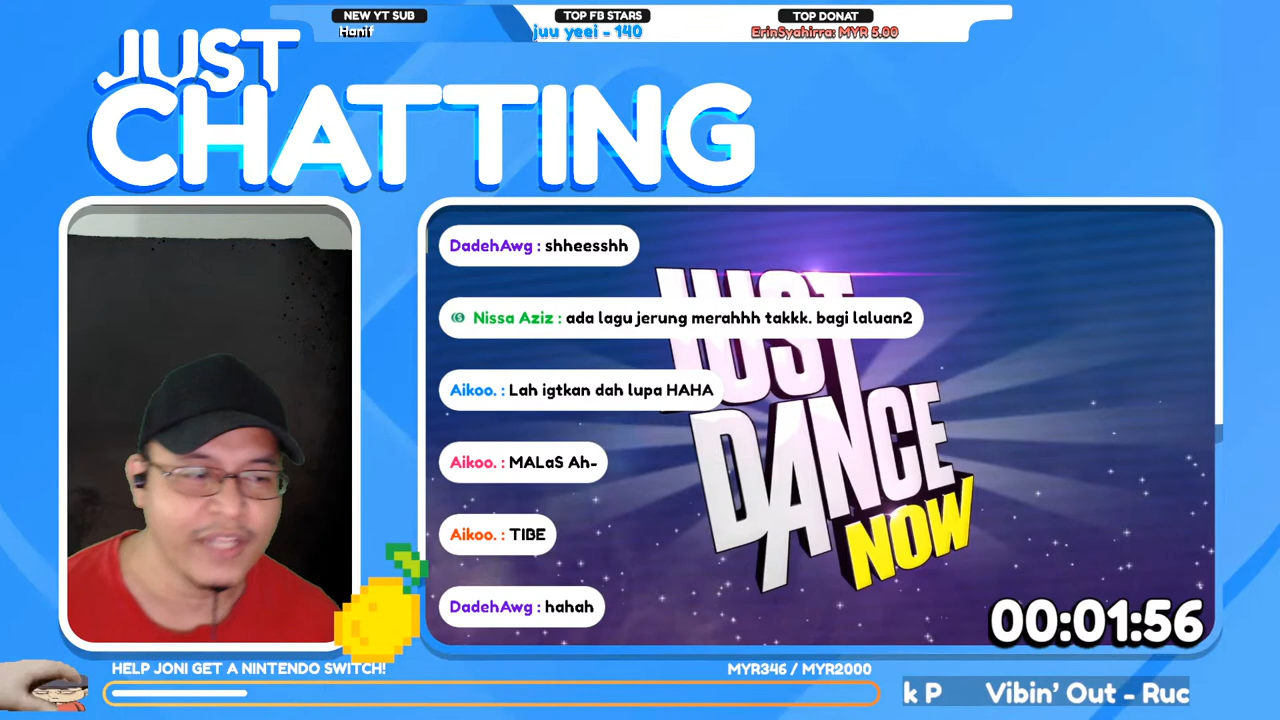 NEW YT SUB
Hanif
TOP FB STARS
juu yeei - 140
TOP DONAT
ErinSyahirra: MYR 5.00
JUST
CHATTING
DadehAwg : shheesshh
Nissa Aziz : ada lagu jerung merahhh takkk. bagi laluan2
Aikoo. : Lah igtkan dah lupa HAHA
Aikoo. : MALaS Ah-
Aikoo. : TIBE
DadehAwg : hahah
JUST
DANCE
NOW
00:01:56
HELP JONI GET A NINTENDO SWITCH!
MYR346 / MYR2000
k P Vibin' Out - Ruc